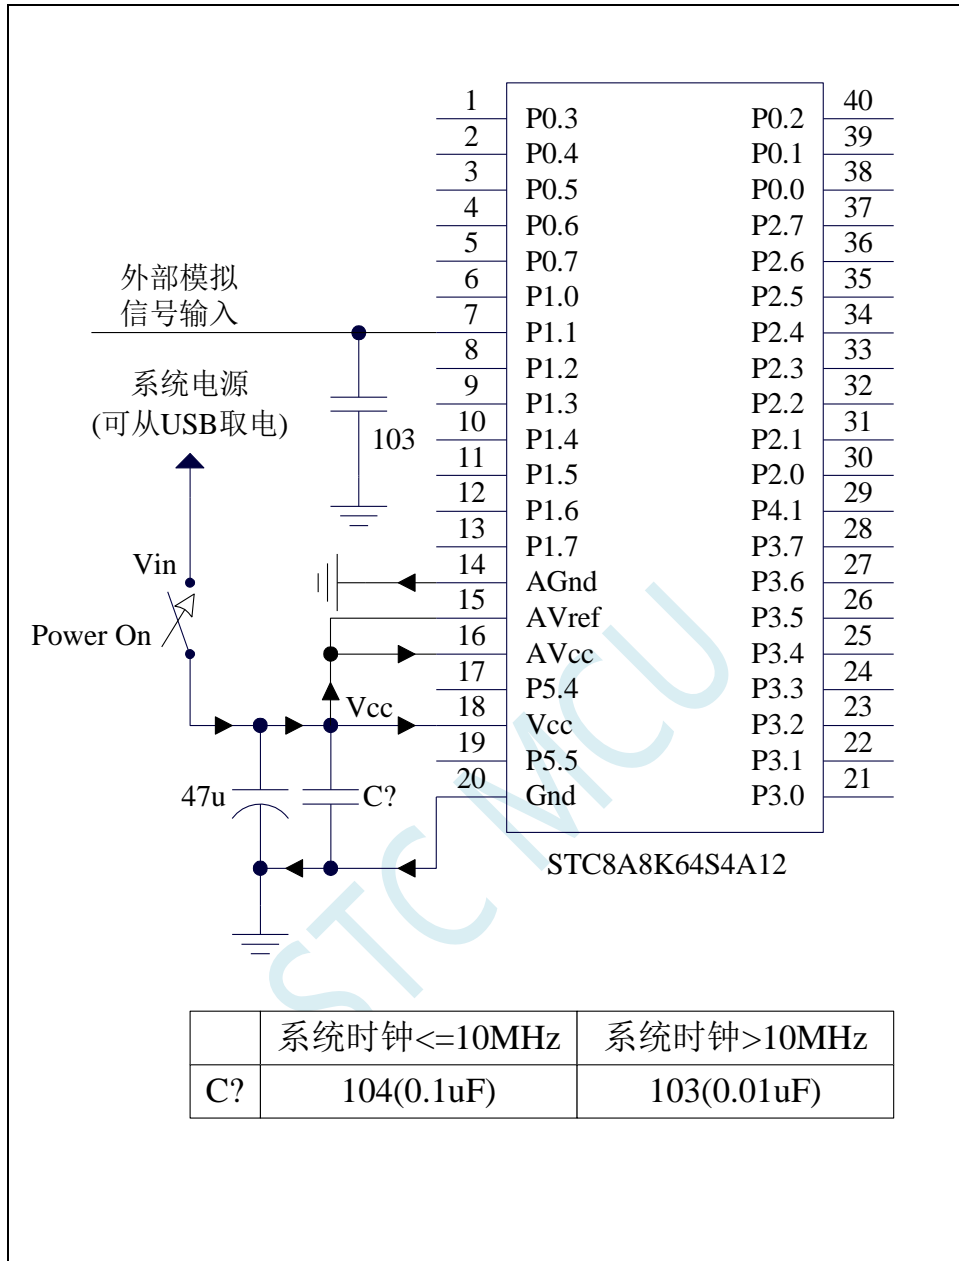 1 P0.3 P0.2 40
2 P0.4 P0.1 39
3 P0.5 P0.0 38
4 P0.6 P2.7 37
5 P0.7 P2.6 36
6 P1.0 P2.5 35
7 P1.1 P2.4 34
8 P1.2 P2.3 33
9 P1.3 P2.2 32
10 P1.4 P2.1 31
11 P1.5 P2.0 30
12 P1.6 P4.1 29
13 P1.7 P3.7 28
14 AGnd P3.6 27
15 AVref P3.5 26
16 AVcc P3.4 25
17 P5.4 P3.3 24
18 Vcc P3.2 23
19 P5.5 P3.1 22
20 Gnd P3.0 21
STC8A8K64S4A12
外部模拟
信号输入
103
系统电源
(可从USB取电)
Vin
Power On
Vcc
47u
C?
STC MCU
系统时钟<=10MHz 系统时钟>10MHz
C? 104(0.1uF) 103(0.01uF)